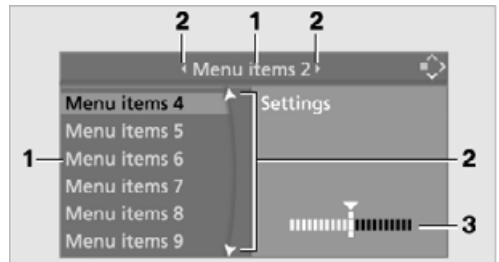 2 1 2
Menu items 2
Menu items 4 Settings
Menu items 5
1 Menu items 6 2
Menu items 7
Menu items 8 3
Menu items 9